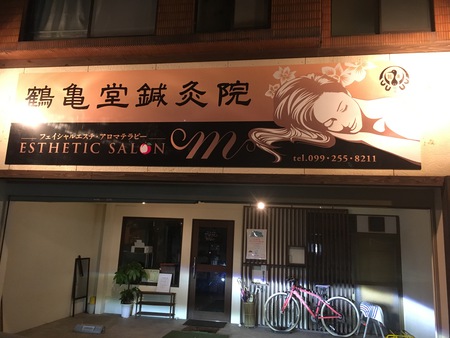 鶴亀堂鍼灸院
フェイシャルエステ・アロマテラピー
ESTHETIC SALON m
tel.099-255-8211